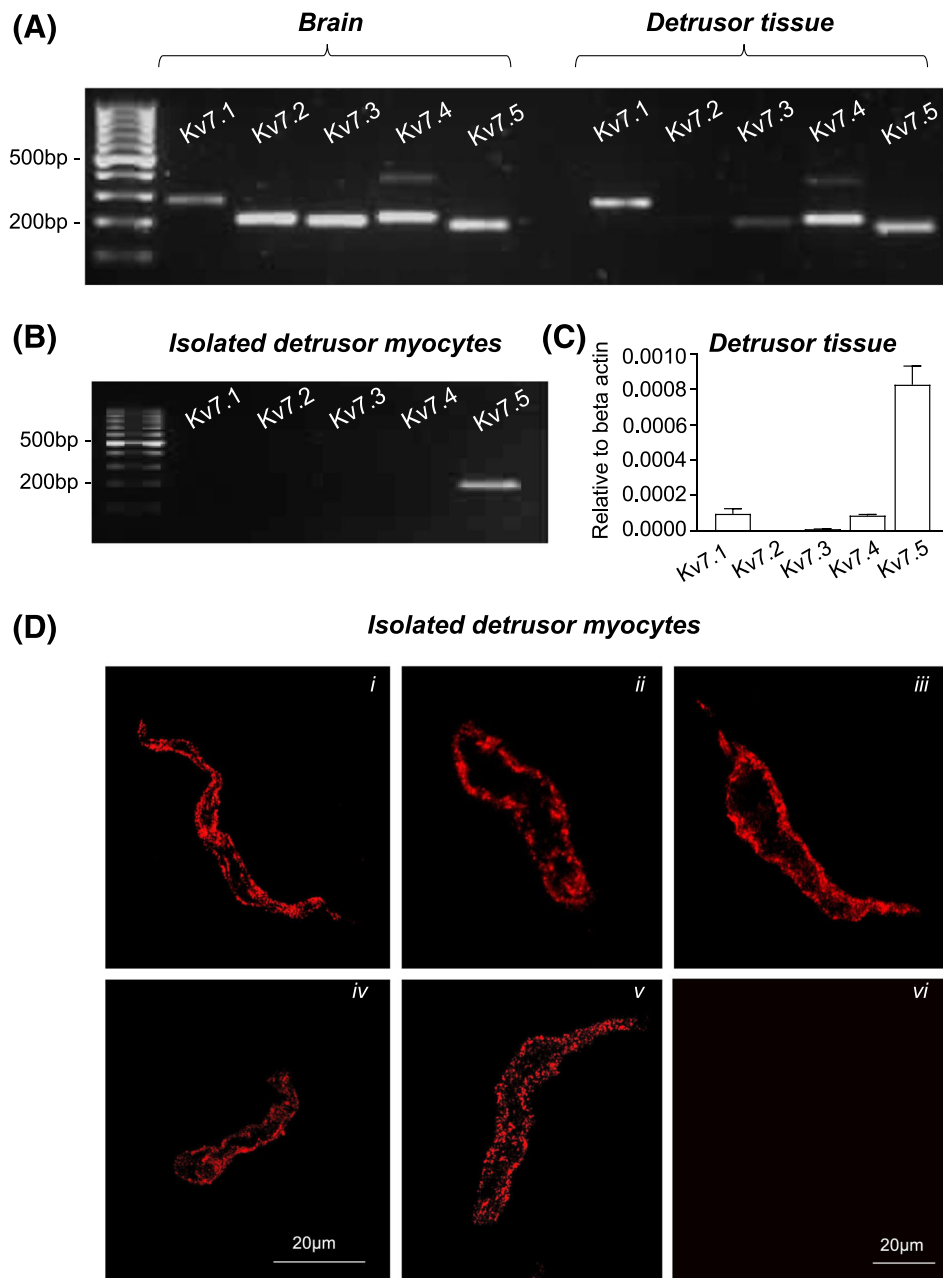 (A)
Brain
Detrusor tissue
Kv7.1 Kv7.2 Kv7.3 Kv7.4 Kv7.5 Kv7.1 Kv7.2 Kv7.3 Kv7.4 Kv7.5
500bp -
200bp -
(B)
Isolated detrusor myocytes
Kv7.1 Kv7.2 Kv7.3 Kv7.4 Kv7.5
500bp -
200bp -
(C)
Detrusor tissue
Relative to beta actin
0.0010
0.0008
0.0006
0.0004
0.0002
0.0000
Kv7.1 Kv7.2 Kv7.3 Kv7.4 Kv7.5
(D)
Isolated detrusor myocytes
i
ii
iii
iv
v
vi
20μm
20μm